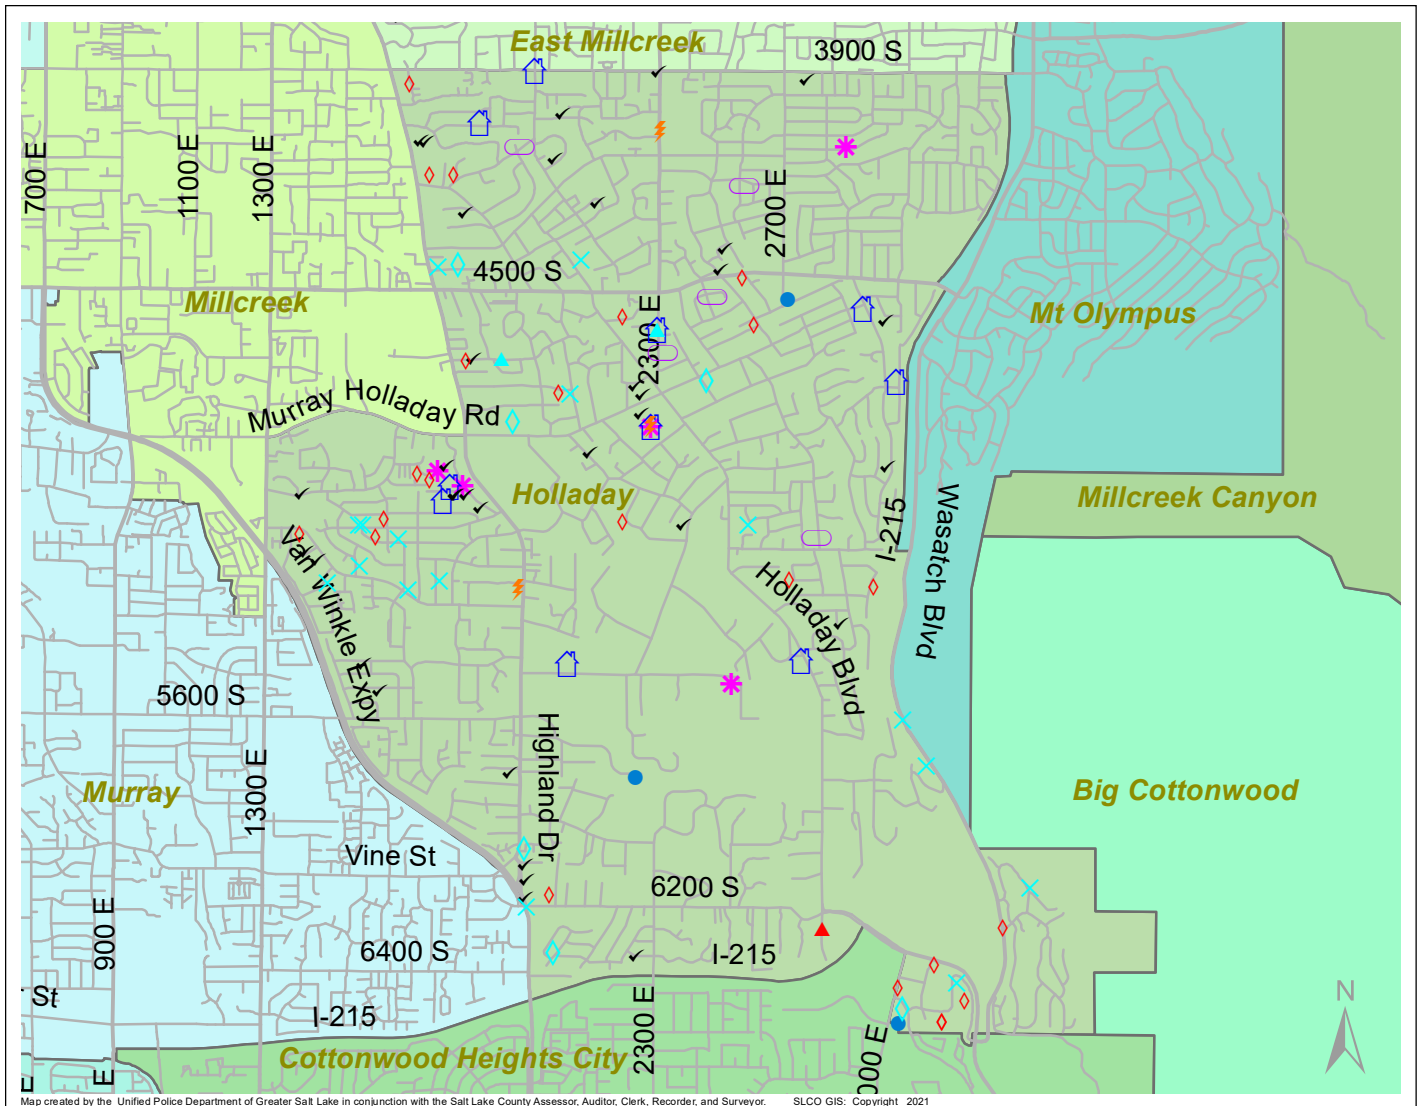 East Millcreek
3900 S
700 E
1100 E
1300 E
2700 E
4500 S
Millcreek
2300 E
Mt Olympus
Murray Holladay Rd
Holladay
Millcreek Canyon
I-215
Wasatch Blvd
Van Winkle Expy
Holladay Blvd
5600 S
Highland Dr
1300 E
Murray
Big Cottonwood
Vine St
6200 S
900 E
6400 S
I-215
St
I-215
2300 E
N
Cottonwood Heights City
000 E
E
E
Map created by the Unified Police Department of Greater Salt Lake in conjunction with the Salt Lake County Assessor, Auditor, Clerk, Recorder, and Surveyor. SLCO GIS: Copyright 2021